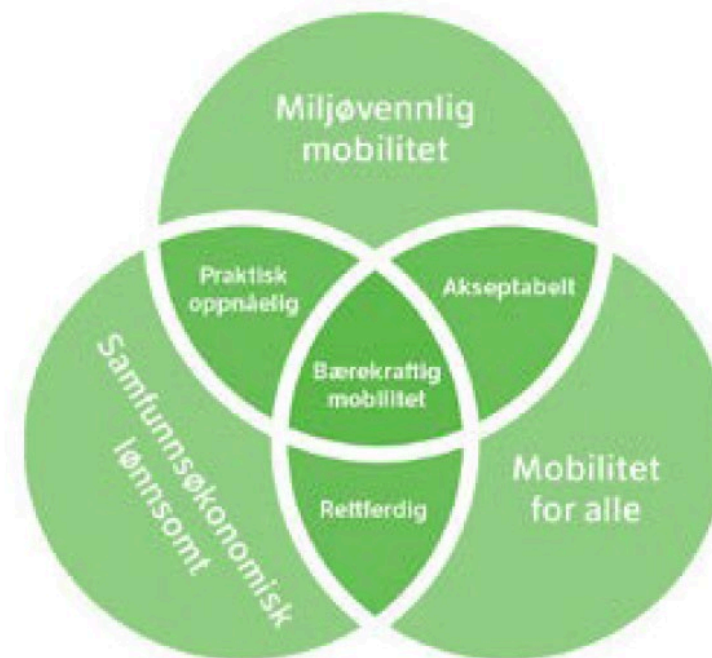 Miljøvennlig
mobilitet
Praktisk
oppnåelig
Akseptabelt
Bærekraftig
mobilitet
Samfunnsøkonomisk
lønnsomt
Rettferdig
Mobilitet
for alle